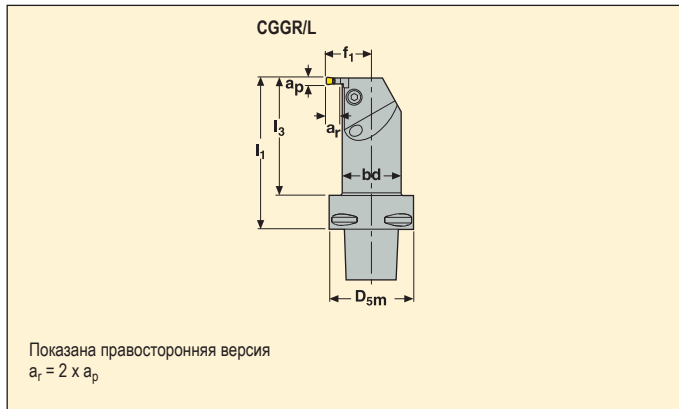 CGGR/L
f₁
aₚ
l₃
aᵣ
l₁
bd
D₅ₘ
Показана правосторонняя версия
aᵣ = 2 x aₚ